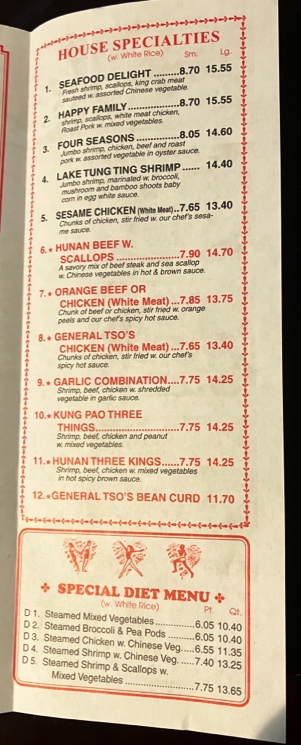 HOUSE SPECIALTIES
(w. White Rice) Sm. Lg.
1. SEAFOOD DELIGHT .........8.70 15.55
Fresh shrimp, scallops, king crab meat
sauteed w. assorted Chinese vegetable.
2. HAPPY FAMILY..................8.70 15.55
shrimp, scallops, white meat chicken,
Roast Pork w. mixed vegetables.
3. FOUR SEASONS ..............8.05 14.60
Jumbo shrimp, chicken, beef and roast
pork w. assorted vegetable in oyster sauce.
4. LAKE TUNG TING SHRIMP ...... 14.40
Jumbo shrimp, marinated w. broccoli,
mushroom and bamboo shoots baby
corn in egg white sauce.
5. SESAME CHICKEN (White Meat)..7.65 13.40
Chunks of chicken, stir fried w. our chef's sesa-
me sauce.
6.★ HUNAN BEEF W.
SCALLOPS ......................7.90 14.70
A savory mix of beef steak and sea scallop
w. Chinese vegetables in hot & brown sauce.
7.★ ORANGE BEEF OR
CHICKEN (White Meat) ...7.85 13.75
Chunk of beef or chicken, stir fried w. orange
peels and our chef's spicy hot sauce.
8.★ GENERAL TSO'S
CHICKEN (White Meat) ...7.65 13.40
Chunks of chicken, stir fried w. our chef's
spicy hot sauce.
9.★ GARLIC COMBINATION....7.75 14.25
Shrimp, beef, chicken w. shredded
vegetable in garlic sauce.
10.★KUNG PAO THREE
THINGS............................7.75 14.25
Shrimp, beef, chicken and peanut
w. mixed vegetables.
11.★HUNAN THREE KINGS......7.75 14.25
Shrimp, beef, chicken w. mixed vegetables
in hot spicy brown sauce.
12.★GENERAL TSO'S BEAN CURD 11.70
SPECIAL DIET MENU
(w. White Rice) Pt. Qt.
D 1. Steamed Mixed Vegetables ................6.05 10.40
D 2. Steamed Broccoli & Pea Pods ..........6.05 10.40
D 3. Steamed Chicken w. Chinese Veg....6.55 11.35
D 4. Steamed Shrimp w. Chinese Veg.....7.40 13.25
D 5. Steamed Shrimp & Scallops w.
Mixed Vegetables ............................7.75 13.65